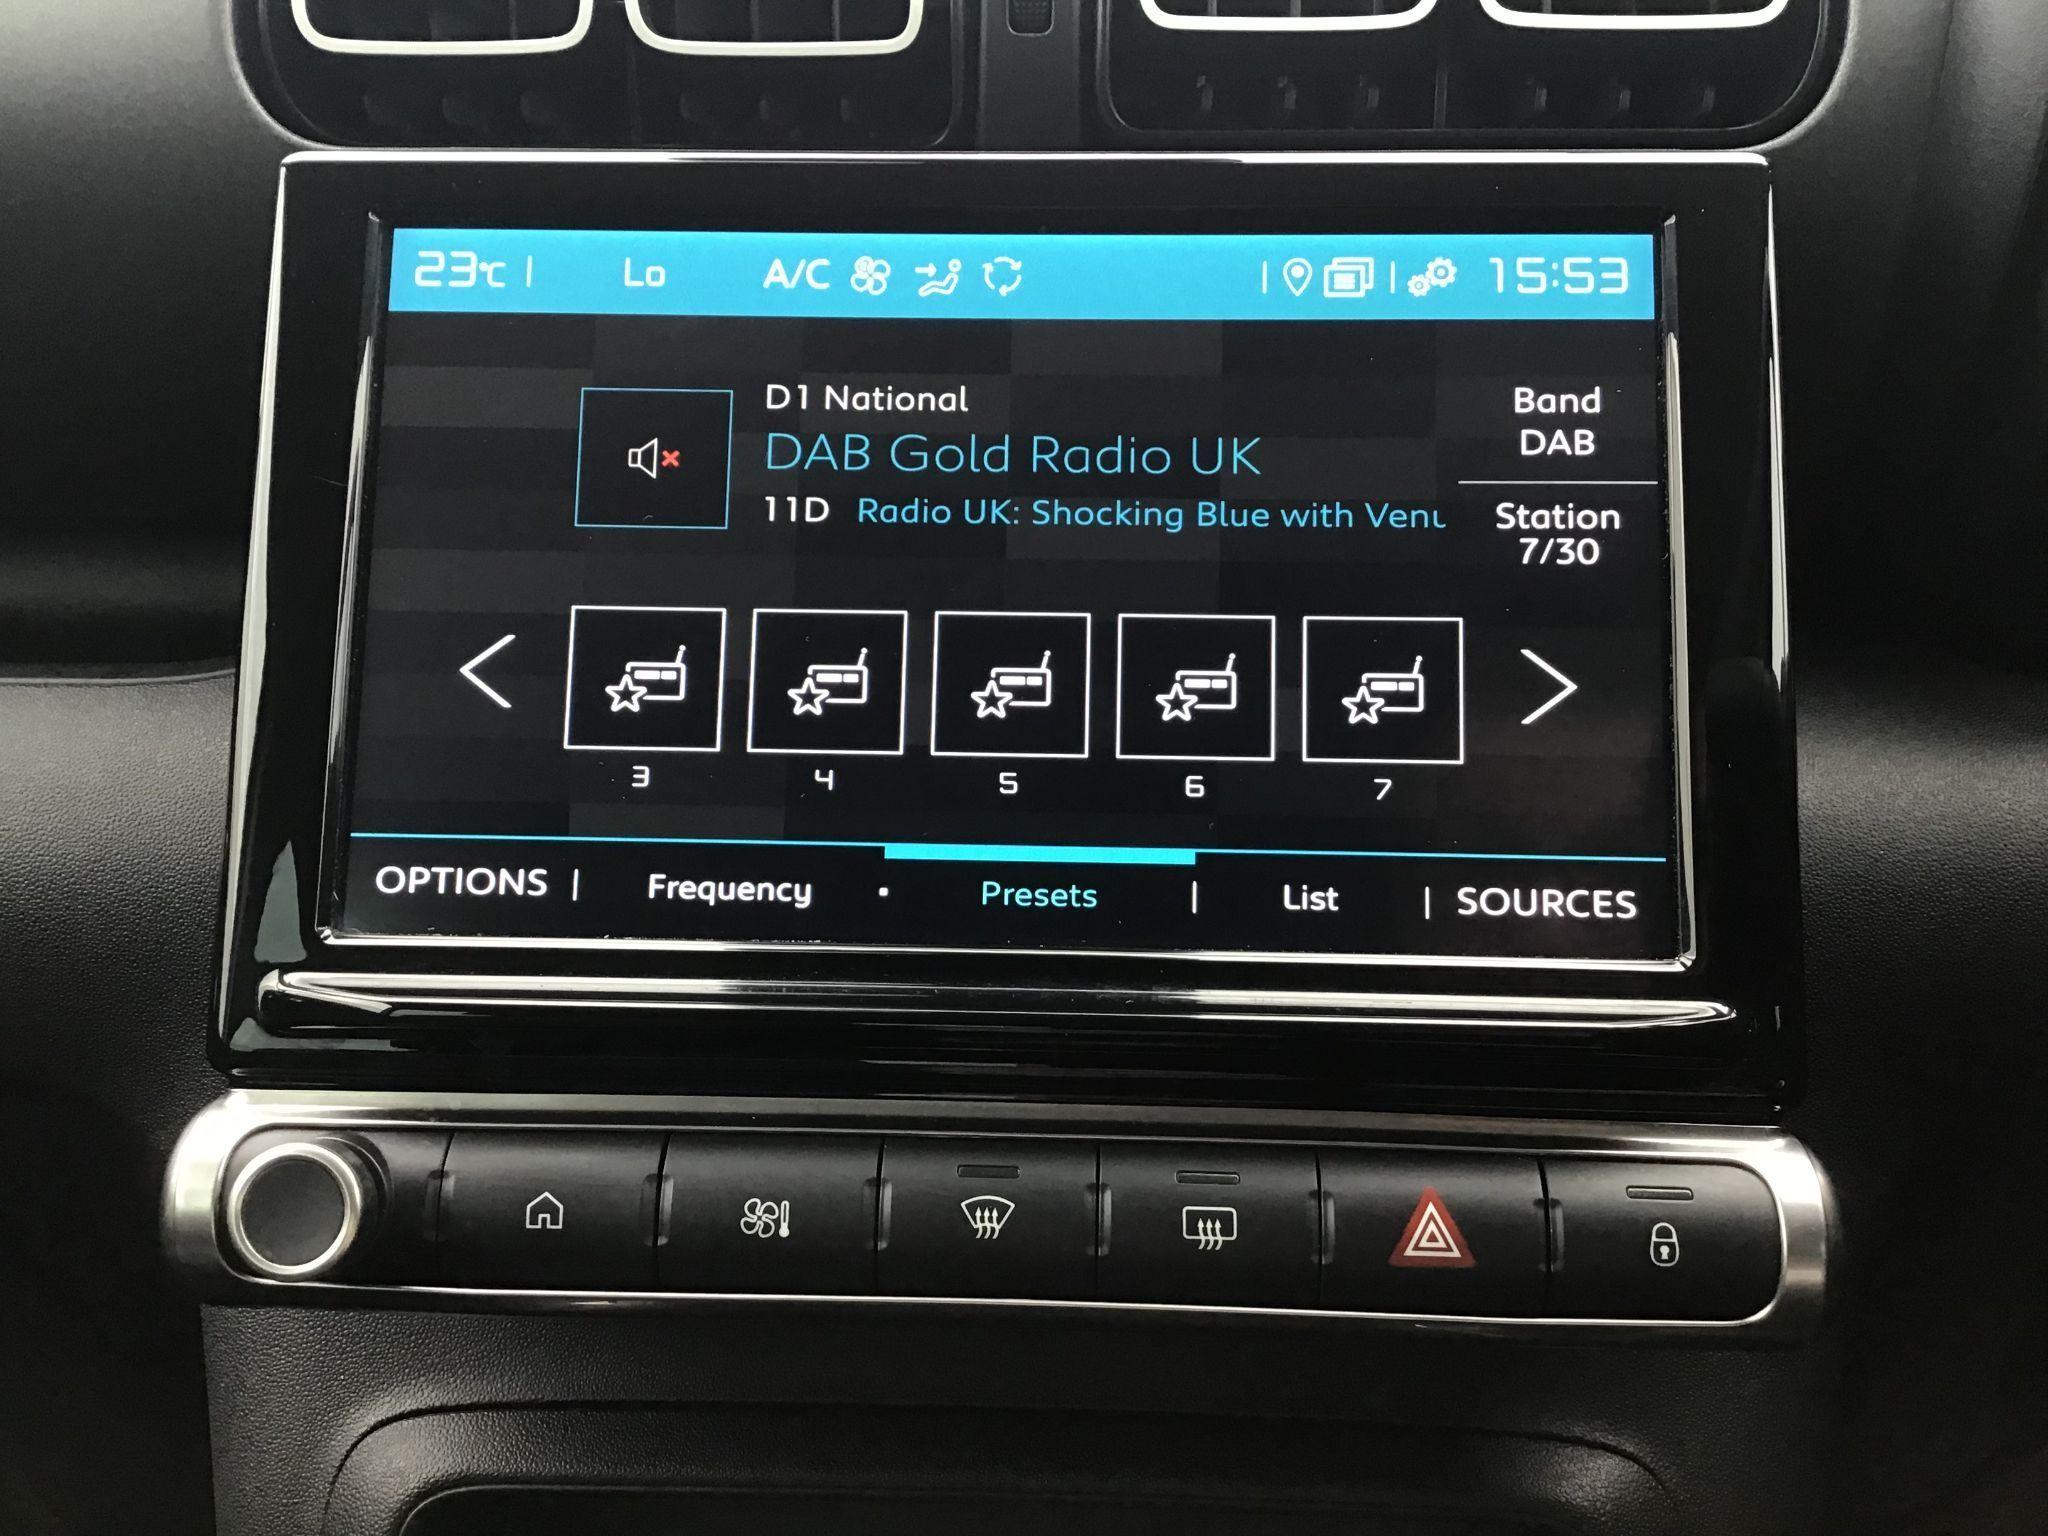 23°C | Lo A/C | | 15:53
D1 National
DAB Gold Radio UK
11D Radio UK: Shocking Blue with Venu
Band
DAB
Station
7/30
3 4 5 6 7
OPTIONS | Frequency · Presets | List | SOURCES